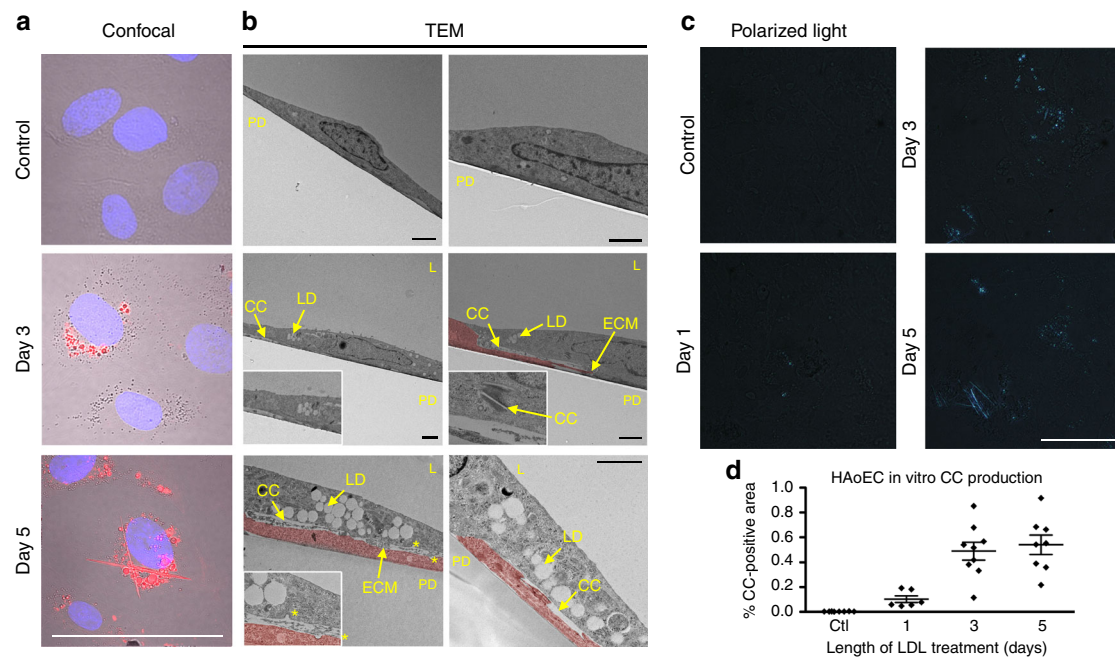 a
Confocal
Control
Day 3
Day 5
b
TEM
PD
PD
L
CC
LD
PD
L
CC
LD
ECM
CC
PD
L
CC
LD
ECM
*
*
PD
*
*
L
LD
PD
CC
c
Polarized light
Control
Day 3
Day 1
Day 5
d
HAoEC in vitro CC production
% CC-positive area
1.0
0.8
0.6
0.4
0.2
0.0
Ctl 1 3 5
Length of LDL treatment (days)